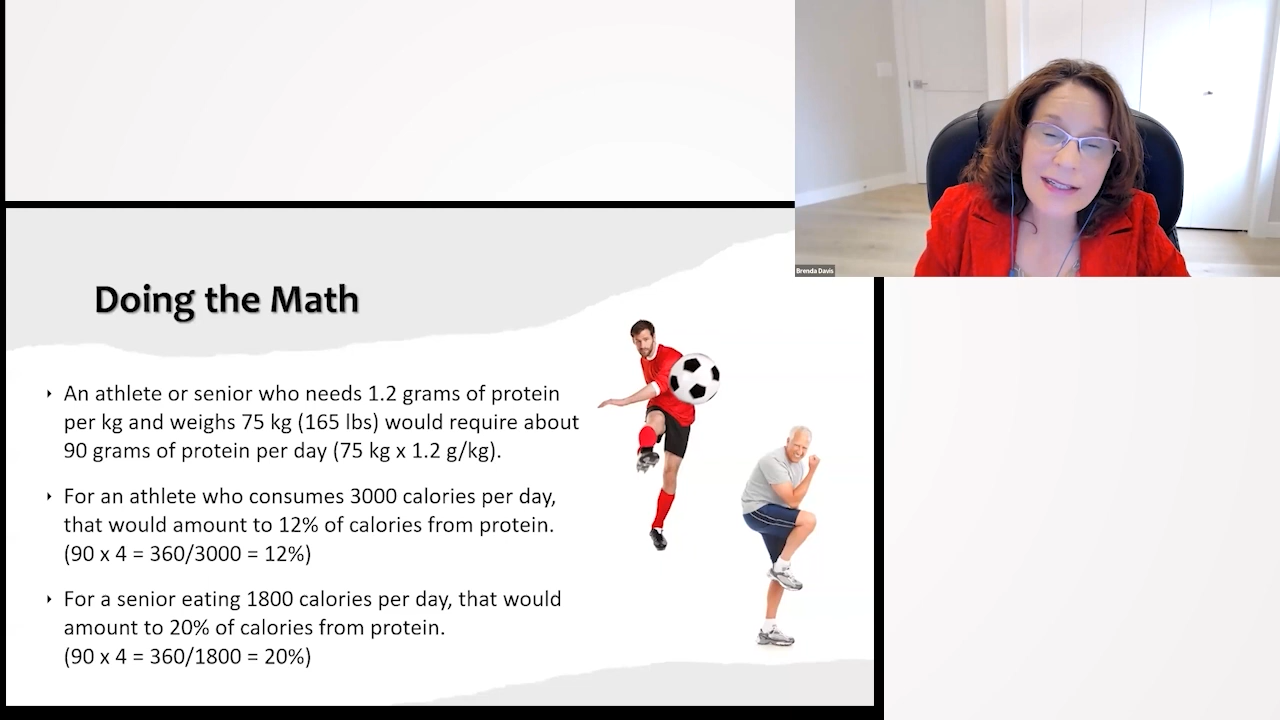 Brenda Davis
Doing the Math
‣ An athlete or senior who needs 1.2 grams of protein
per kg and weighs 75 kg (165 lbs) would require about
90 grams of protein per day (75 kg x 1.2 g/kg).
‣ For an athlete who consumes 3000 calories per day,
that would amount to 12% of calories from protein.
(90 x 4 = 360/3000 = 12%)
‣ For a senior eating 1800 calories per day, that would
amount to 20% of calories from protein.
(90 x 4 = 360/1800 = 20%)